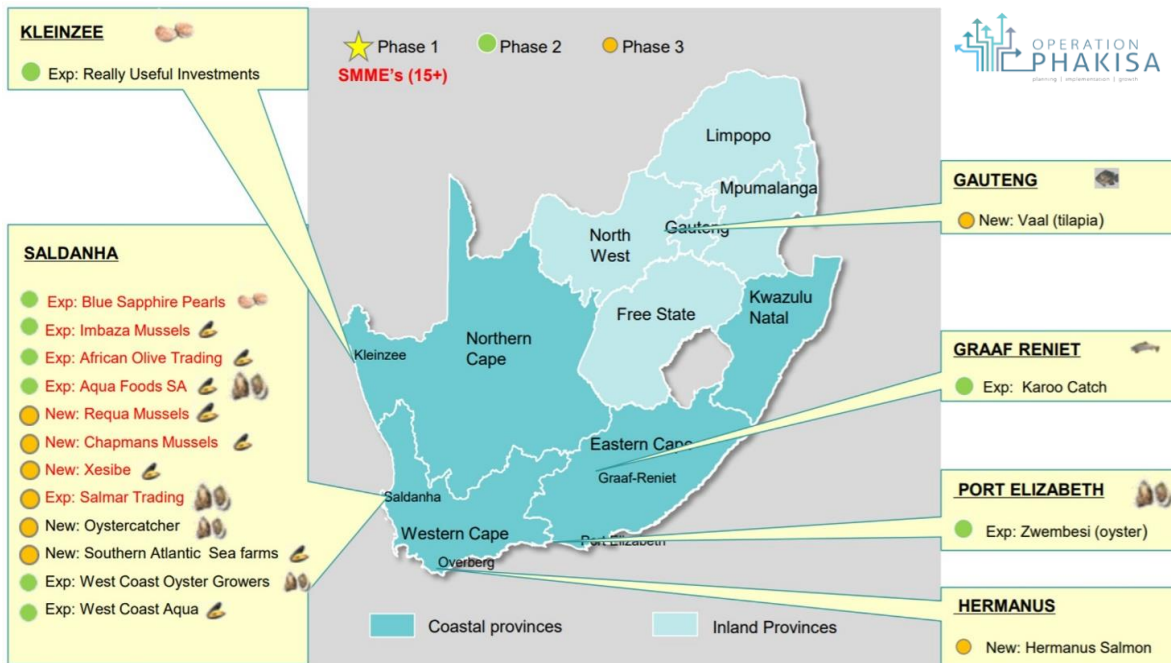 KLEINZEE
Exp: Really Useful Investments
Phase 1
Phase 2
Phase 3
SMME's (15+)
OPERATION
PHAKISA
planning | implementation | growth
SALDANHA
Exp: Blue Sapphire Pearls
Exp: Imbaza Mussels
Exp: African Olive Trading
Exp: Aqua Foods SA
New: Requa Mussels
New: Chapmans Mussels
New: Xesibe
Exp: Salmar Trading
New: Oystercatcher
New: Southern Atlantic Sea farms
Exp: West Coast Oyster Growers
Exp: West Coast Aqua
Limpopo
Mpumalanga
Gauteng
North
West
Free State
Kwazulu
Natal
Northern
Cape
Kleinzee
Eastern Cape
Graaf-Reniet
Saldanha
Western Cape
Port Elizabeth
Overberg
GAUTENG
New: Vaal (tilapia)
GRAAF RENIET
Exp: Karoo Catch
PORT ELIZABETH
Exp: Zwembesi (oyster)
HERMANUS
New: Hermanus Salmon
Coastal provinces
Inland Provinces